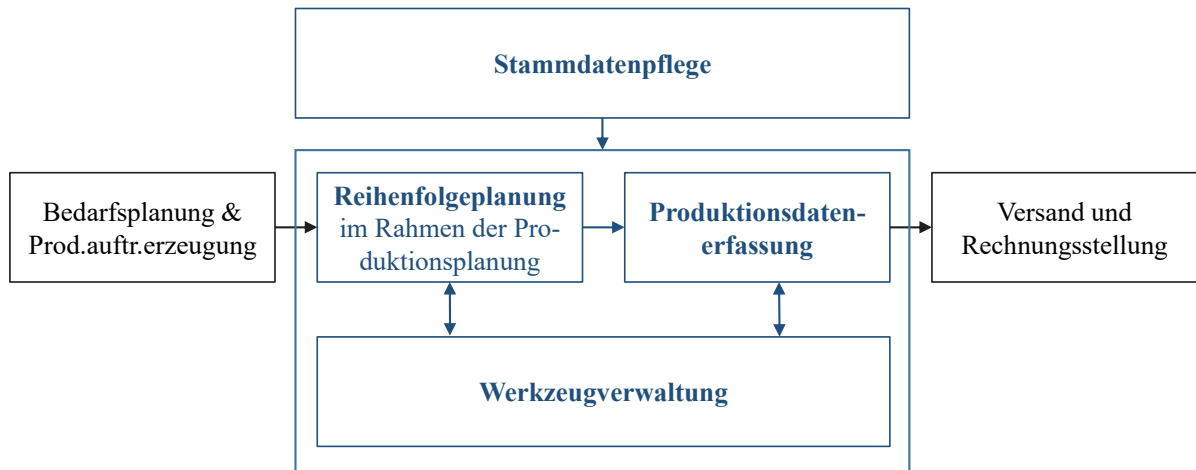 Stammdatenpflege
Bedarfsplanung &
Prod.auftr.erzeugung
Reihenfolgeplanung
im Rahmen der Pro-
duktionsplanung
Produktionsdaten-
erfassung
Versand und
Rechnungsstellung
Werkzeugverwaltung